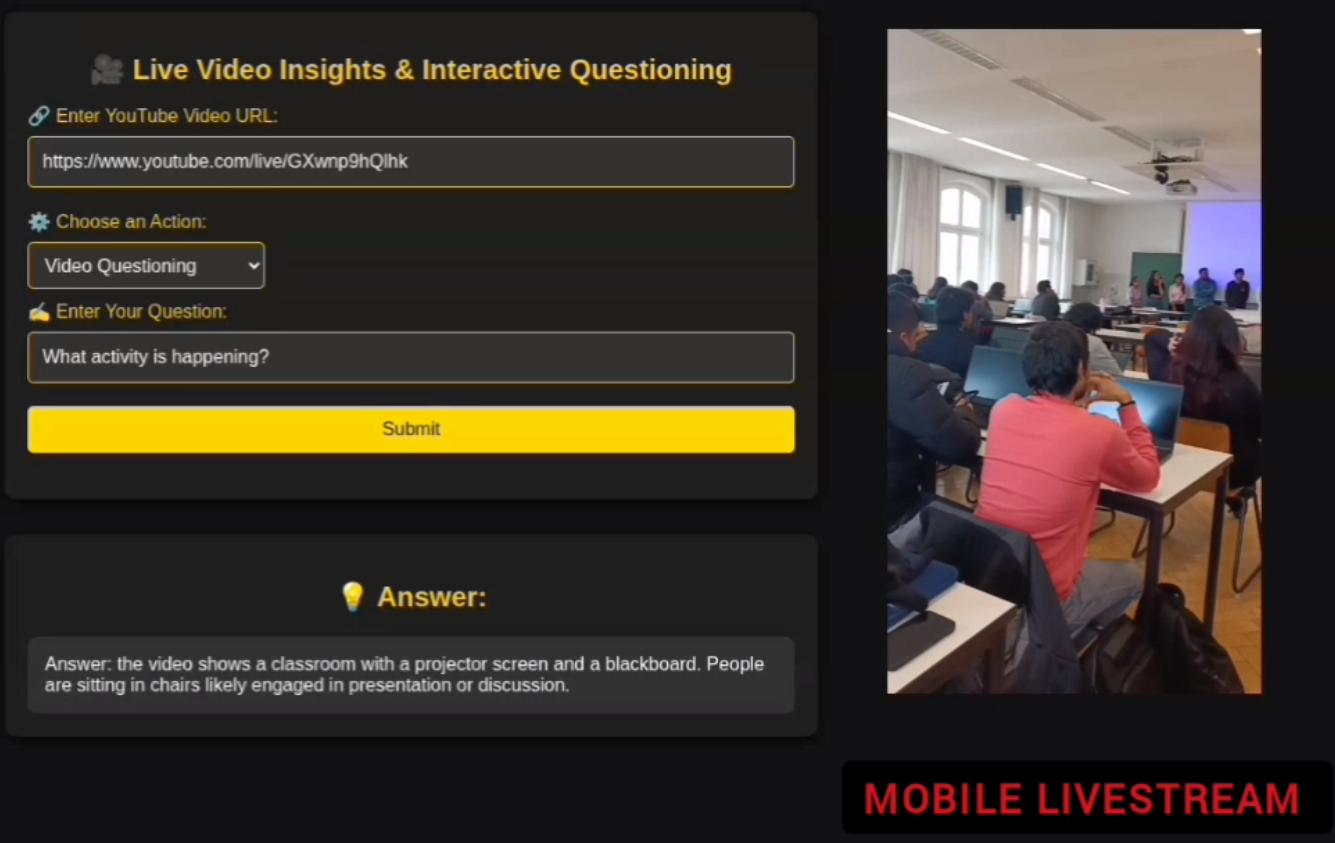 🎥 Live Video Insights & Interactive Questioning
🔗 Enter YouTube Video URL:
https://www.youtube.com/live/GXwnp9hQlhk
⚙️ Choose an Action:
Video Questioning
✍️ Enter Your Question:
What activity is happening?
Submit
💡 Answer:
Answer: the video shows a classroom with a projector screen and a blackboard. People
are sitting in chairs likely engaged in presentation or discussion.
MOBILE LIVESTREAM